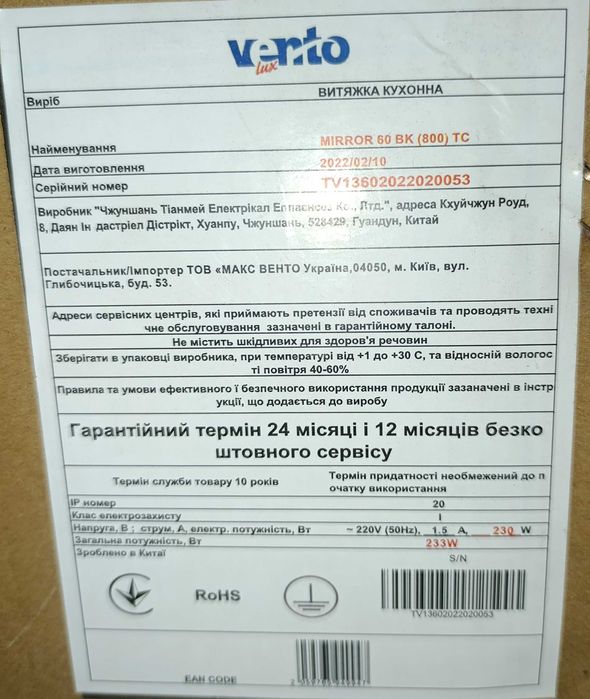 vento
lux
Виріб ВИТЯЖКА КУХОННА
Найменування MIRROR 60 BK (800) TC
Дата виготовлення 2022/02/10
Серійний номер TV13602022020053
Виробник "Чжуншань Тіанмей Електрікал Ко., Лтд.", адреса Кхуйчжун Роуд,
8, Даян Ін дастріел Дістрікт, Хуанпу, Чжуншань, 528429, Гуандун, Китай
Постачальник/Імпортер ТОВ «МАКС ВЕНТО Україна,04050, м. Київ, вул.
Глибочицька, буд. 53.
Адреси сервісних центрів, які приймають претензії від споживачів та проводять техні
чне обслуговування зазначені в гарантійному талоні.
Не містить шкідливих для здоров'я речовин
Зберігати в упаковці виробника, при температурі від +1 до +30 С, та відносній вологос
ті повітря 40-60%
Правила та умови ефективного ї безпечного використання продукції зазаначені в інстр
укції, що додається до виробу
Гарантійний термін 24 місяці і 12 місяців безко
штовного сервісу
Термін служби товару 10 років Термін придатності необмежений до п
очатку використання
IP номер 20
Клас електрозахисту I
Напруга, В ; струм, А, електр. потужність, Вт ~ 220V (50Hz), 1.5 A, 230 W
Загальна потужність, Вт 233W
Зроблено в Китаї S/N
RoHS
TV13602022020053
EAN CODE